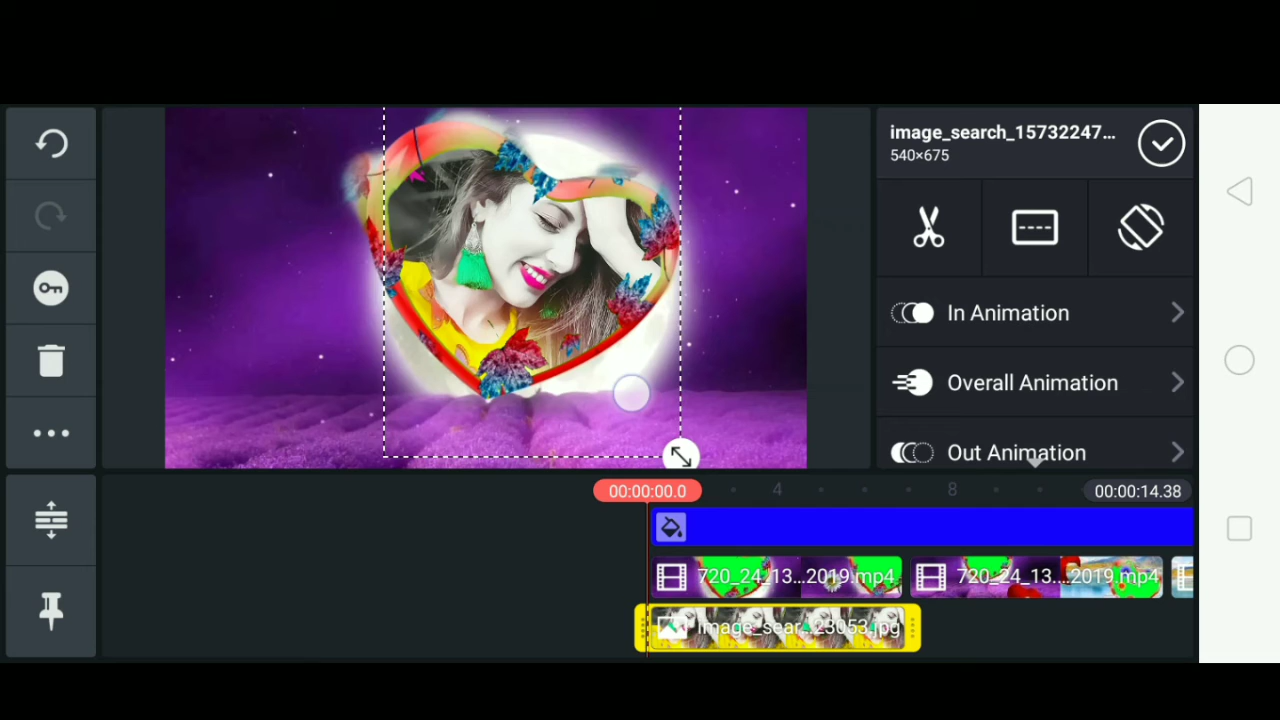 image_search_15732247...
540×675
In Animation
Overall Animation
Out Animation
00:00:00.0
4
8
00:00:14.38
720_24_13...2019.mp4
720_24_13....2019.mp4
image_sear...23053.jpg